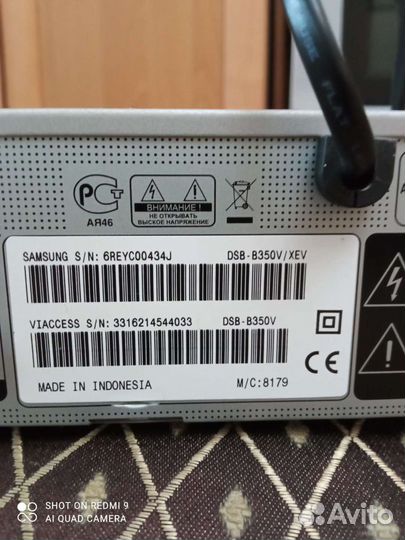 PLAT
РСТ
АЯ46
ВНИМАНИЕ !
НЕ ОТКРЫВАТЬ
ВЫСОКОЕ НАПРЯЖЕНИЕ
SAMSUNG S/N: 6REYC00434J DSB-B350V/XEV
VIACCESS S/N: 3316214544033 DSB-B350V
CE
MADE IN INDONESIA M/C:8179
SHOT ON REDMI 9
AI QUAD CAMERA
Avito